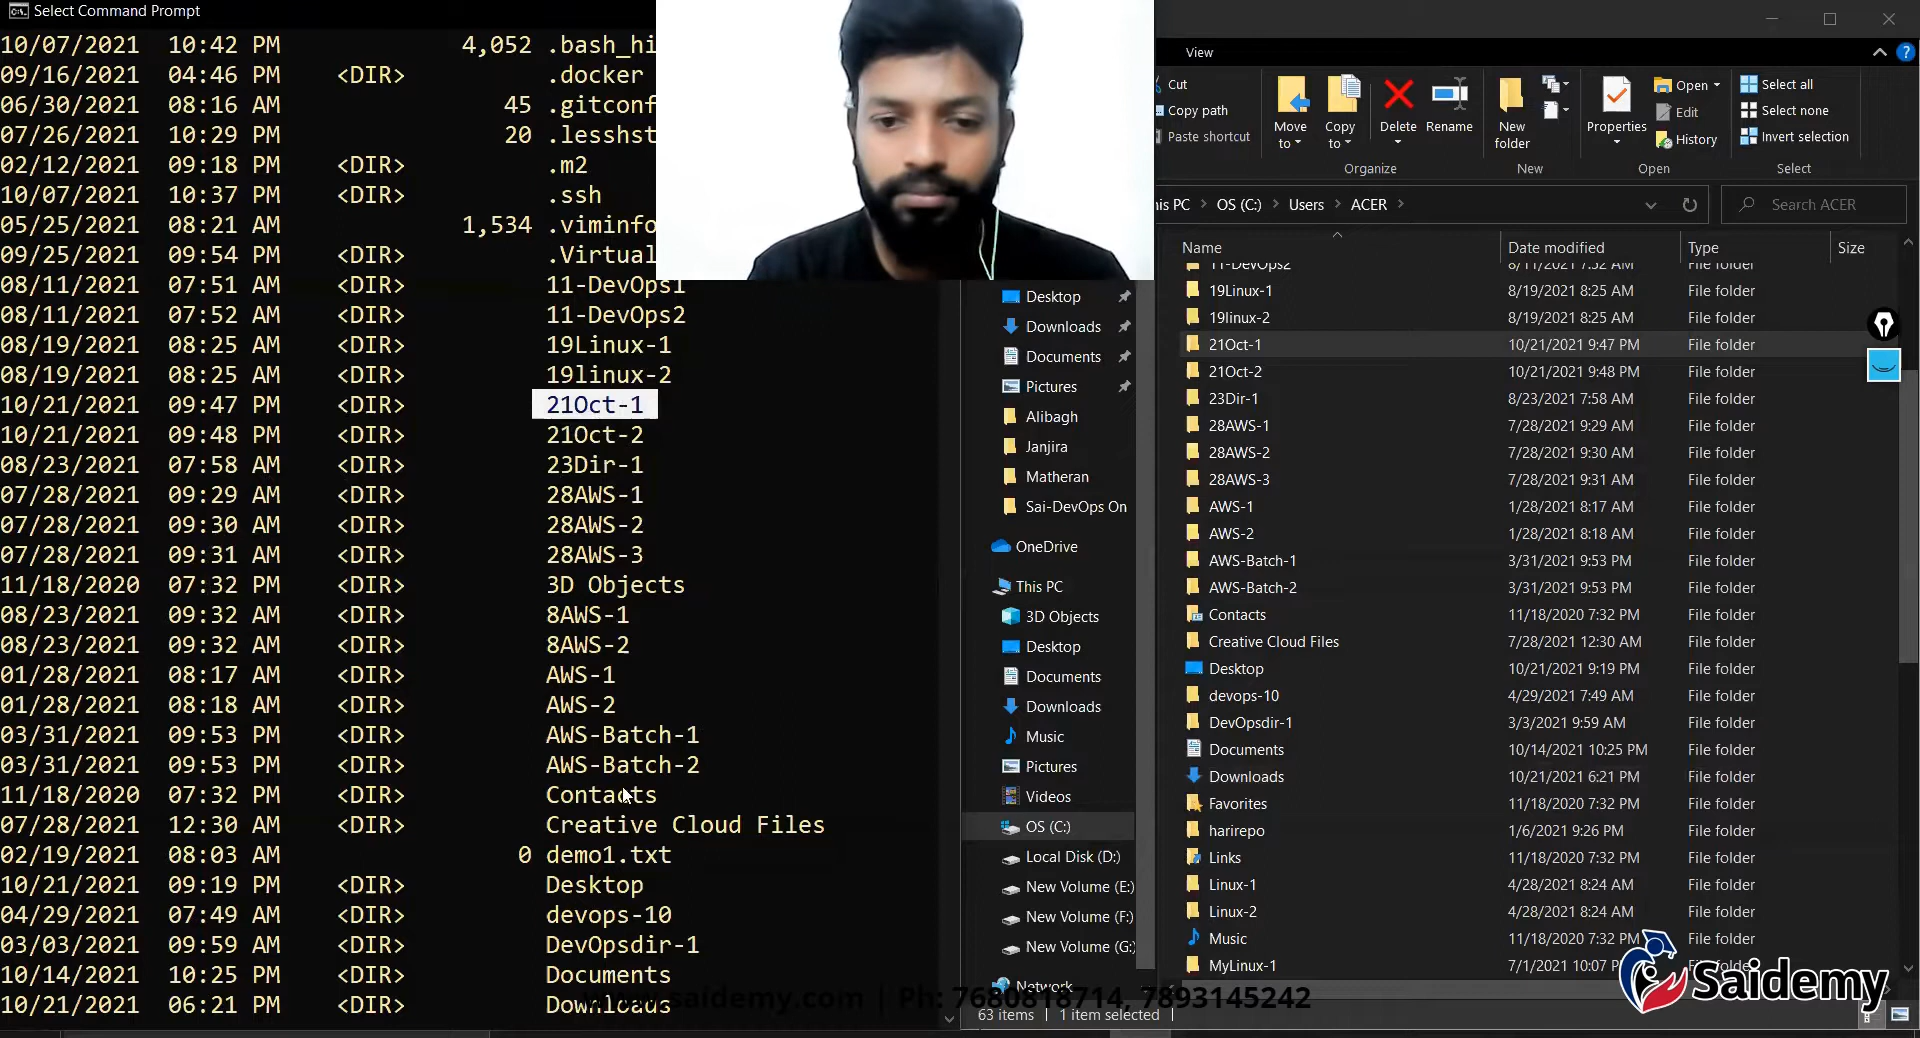 Select Command Prompt
10/07/2021 10:42 PM 4,052 .bash_hi
09/16/2021 04:46 PM <DIR> .docker
06/30/2021 08:16 AM 45 .gitconf
07/26/2021 10:29 PM 20 .lesshst
02/12/2021 09:18 PM <DIR> .m2
10/07/2021 10:37 PM <DIR> .ssh
05/25/2021 08:21 AM 1,534 .viminfo
09/25/2021 09:54 PM <DIR> .Virtual
08/11/2021 07:51 AM <DIR> 11-DevOps1
08/11/2021 07:52 AM <DIR> 11-DevOps2
08/19/2021 08:25 AM <DIR> 19Linux-1
08/19/2021 08:25 AM <DIR> 19linux-2
10/21/2021 09:47 PM <DIR> 21Oct-1
10/21/2021 09:48 PM <DIR> 21Oct-2
08/23/2021 07:58 AM <DIR> 23Dir-1
07/28/2021 09:29 AM <DIR> 28AWS-1
07/28/2021 09:30 AM <DIR> 28AWS-2
07/28/2021 09:31 AM <DIR> 28AWS-3
11/18/2020 07:32 PM <DIR> 3D Objects
08/23/2021 09:32 AM <DIR> 8AWS-1
08/23/2021 09:32 AM <DIR> 8AWS-2
01/28/2021 08:17 AM <DIR> AWS-1
01/28/2021 08:18 AM <DIR> AWS-2
03/31/2021 09:53 PM <DIR> AWS-Batch-1
03/31/2021 09:53 PM <DIR> AWS-Batch-2
11/18/2020 07:32 PM <DIR> Contacts
07/28/2021 12:30 AM <DIR> Creative Cloud Files
02/19/2021 08:03 AM 0 demo1.txt
10/21/2021 09:19 PM <DIR> Desktop
04/29/2021 07:49 AM <DIR> devops-10
03/03/2021 09:59 AM <DIR> DevOpsdir-1
10/14/2021 10:25 PM <DIR> Documents
10/21/2021 06:21 PM <DIR> Downloads
View
Cut
Copy path
Paste shortcut
Move to
Copy to
Delete
Rename
Organize
New folder
New
Properties
Open
Edit
History
Open
Select all
Select none
Invert selection
Select
his PC > OS (C:) > Users > ACER >
Search ACER
Desktop
Downloads
Documents
Pictures
Alibagh
Janjira
Matheran
Sai-DevOps On
OneDrive
This PC
3D Objects
Desktop
Documents
Downloads
Music
Pictures
Videos
OS (C:)
Local Disk (D:)
New Volume (E:)
New Volume (F:)
New Volume (G:)
Network
Name Date modified Type Size
11-DevOps2 8/11/2021 7:52 AM File folder
19Linux-1 8/19/2021 8:25 AM File folder
19linux-2 8/19/2021 8:25 AM File folder
21Oct-1 10/21/2021 9:47 PM File folder
21Oct-2 10/21/2021 9:48 PM File folder
23Dir-1 8/23/2021 7:58 AM File folder
28AWS-1 7/28/2021 9:29 AM File folder
28AWS-2 7/28/2021 9:30 AM File folder
28AWS-3 7/28/2021 9:31 AM File folder
AWS-1 1/28/2021 8:17 AM File folder
AWS-2 1/28/2021 8:18 AM File folder
AWS-Batch-1 3/31/2021 9:53 PM File folder
AWS-Batch-2 3/31/2021 9:53 PM File folder
Contacts 11/18/2020 7:32 PM File folder
Creative Cloud Files 7/28/2021 12:30 AM File folder
Desktop 10/21/2021 9:19 PM File folder
devops-10 4/29/2021 7:49 AM File folder
DevOpsdir-1 3/3/2021 9:59 AM File folder
Documents 10/14/2021 10:25 PM File folder
Downloads 10/21/2021 6:21 PM File folder
Favorites 11/18/2020 7:32 PM File folder
harirepo 1/6/2021 9:26 PM File folder
Links 11/18/2020 7:32 PM File folder
Linux-1 4/28/2021 8:24 AM File folder
Linux-2 4/28/2021 8:24 AM File folder
Music 11/18/2020 7:32 PM File folder
MyLinux-1 7/1/2021 10:07 P File folder
63 items 1 item selected
.saidemy.com | Ph: 7680818714, 7893145242
Saidemy